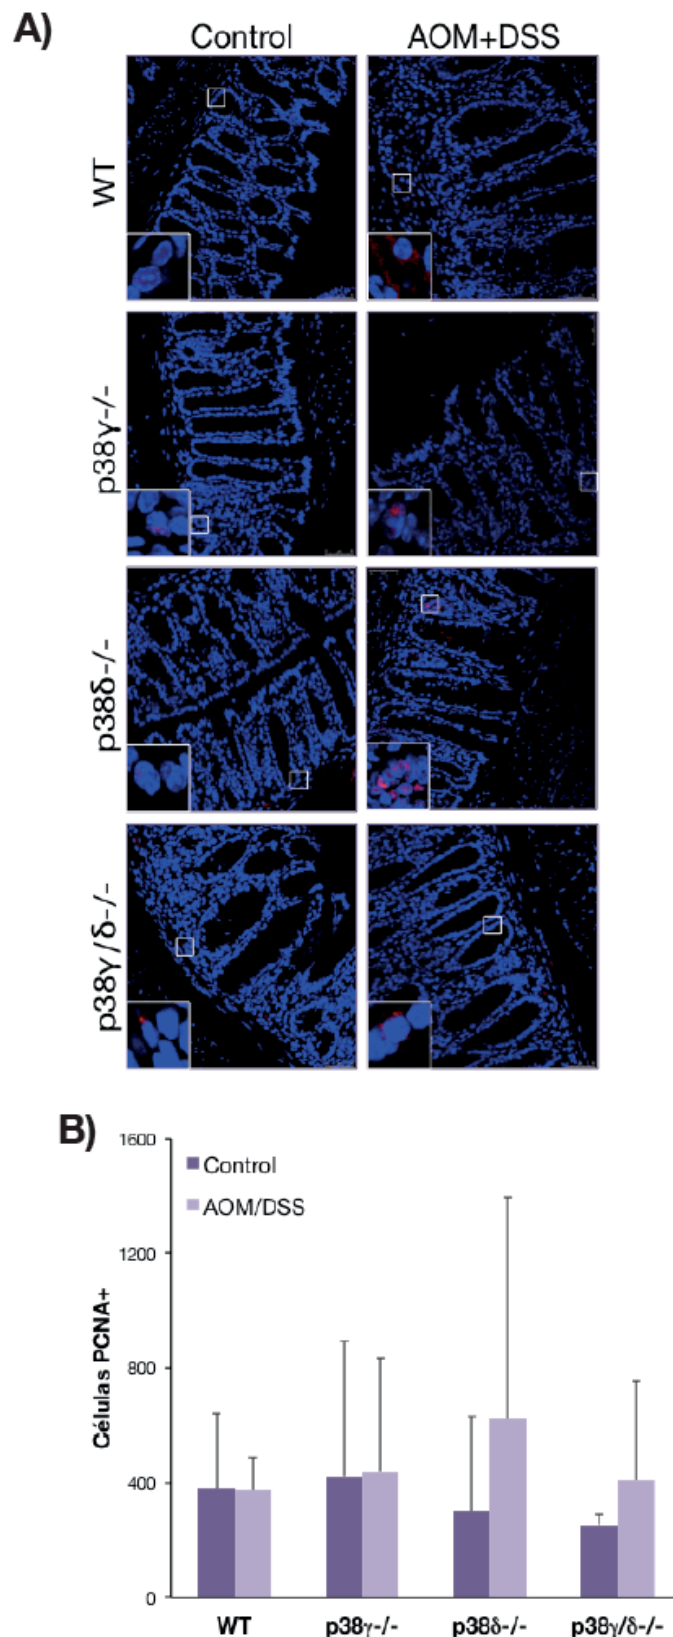 A)
Control AOM+DSS
WT
p38γ-/-
p38δ-/-
p38γ/δ-/-
B)
1600
1200
800
400
0
Células PCNA+
Control
AOM/DSS
WT p38γ-/- p38δ-/- p38γ/δ-/-